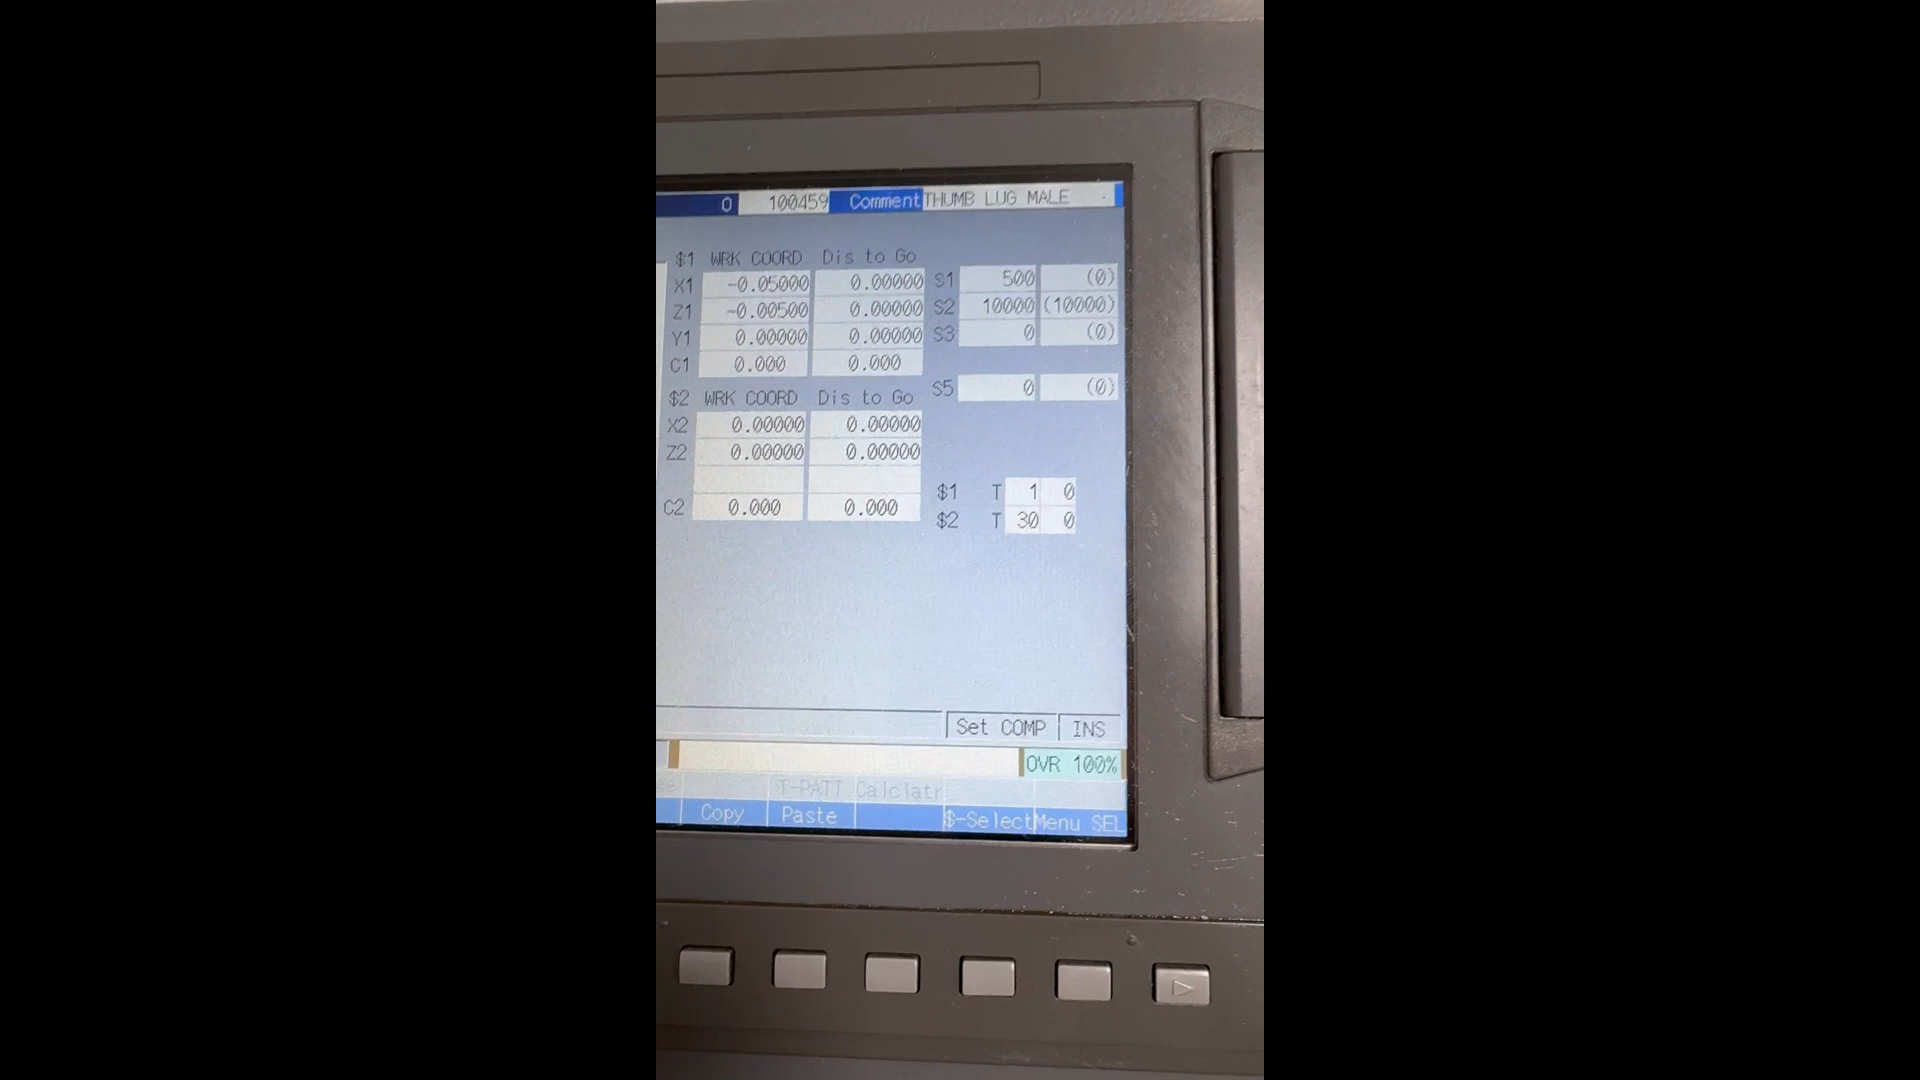 O 100459 Comment THUMB LUG MALE
$1 WRK COORD Dis to Go
X1 -0.05000 0.00000 S1 500 (0)
Z1 -0.00500 0.00000 S2 10000 (10000)
Y1 0.00000 0.00000 S3 0 (0)
C1 0.000 0.000
S5 0 (0)
$2 WRK COORD Dis to Go
X2 0.00000 0.00000
Z2 0.00000 0.00000
C2 0.000 0.000
$1 T 1 0
$2 T 30 0
Set COMP INS
OVR 100%
T-PATT Calclatr
Copy Paste $-Select Menu SEL